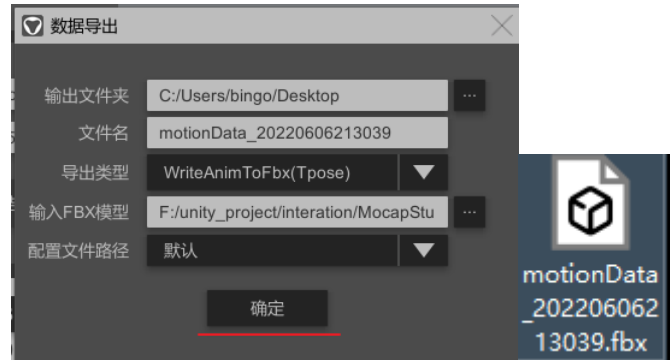 数据导出
输出文件夹 C:/Users/bingo/Desktop ...
文件名 motionData_20220606213039
导出类型 WriteAnimToFbx(Tpose)
输入FBX模型 F:/unity_project/interation/MocapStu ...
配置文件路径 默认
确定
motionData
_202206062
13039.fbx